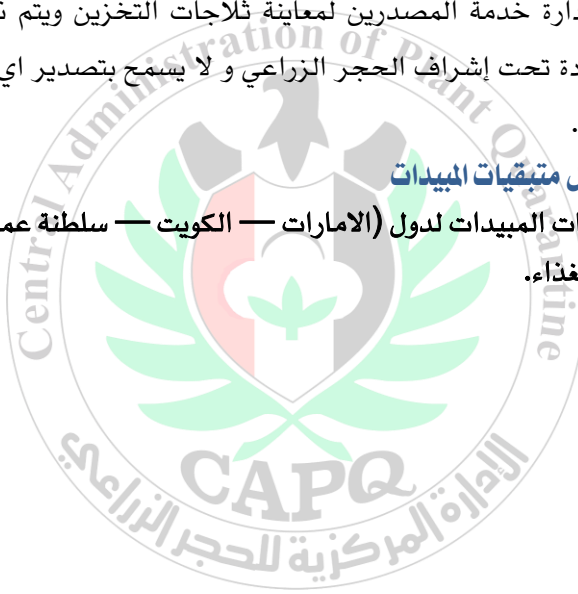 دارة خدمة المصدرين لمعاينة ثلاجات التخزين ويتم
دة تحت إشراف الحجر الزراعي و لا يسمح بتصدير اي
.
متبقيات المبيدات
ات المبيدات لدول (الامارات — الكويت — سلطنة عم
غذاء.
Central Administration of Plant Quarantine
CAPQ
الإدارة المركزية للحجر الزراعي